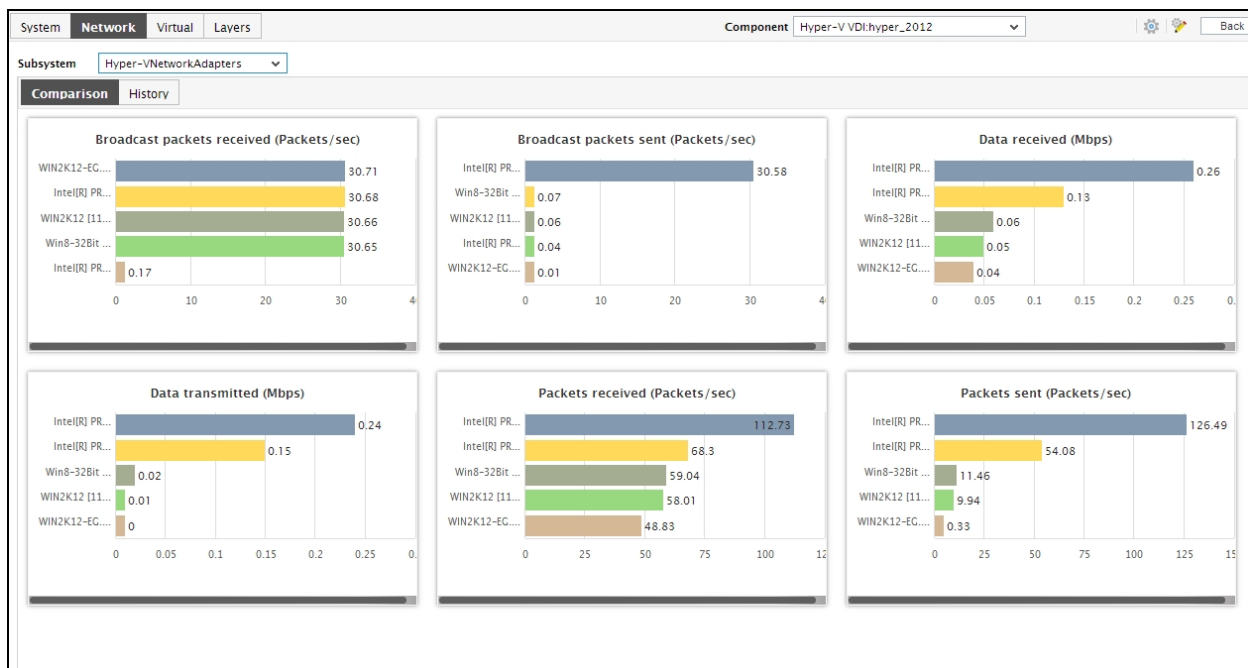 System Network Virtual Layers Component Hyper-V VDI:hyper_2012 Back
Subsystem Hyper-VNetworkAdapters
Comparison History
Broadcast packets received (Packets/sec)
WIN2K12-EG.... 30.71
Intel[R] PR... 30.68
WIN2K12 [11... 30.66
Win8-32Bit ... 30.65
Intel[R] PR... 0.17
0 10 20 30 4
Broadcast packets sent (Packets/sec)
Intel[R] PR... 30.58
Win8-32Bit ... 0.07
WIN2K12 [11... 0.06
Intel[R] PR... 0.04
WIN2K12-EG.... 0.01
0 10 20 30 4
Data received (Mbps)
Intel[R] PR... 0.26
Intel[R] PR... 0.13
Win8-32Bit ... 0.06
WIN2K12 [11... 0.05
WIN2K12-EG.... 0.04
0 0.05 0.1 0.15 0.2 0.25 0.
Data transmitted (Mbps)
Intel[R] PR... 0.24
Intel[R] PR... 0.15
Win8-32Bit ... 0.02
WIN2K12 [11... 0.01
WIN2K12-EG.... 0
0 0.05 0.1 0.15 0.2 0.25 0.
Packets received (Packets/sec)
Intel[R] PR... 112.73
Intel[R] PR... 68.3
Win8-32Bit ... 59.04
WIN2K12 [11... 58.01
WIN2K12-EG.... 48.83
0 25 50 75 100 12
Packets sent (Packets/sec)
Intel[R] PR... 126.49
Intel[R] PR... 54.08
Win8-32Bit ... 11.46
WIN2K12 [11... 9.94
WIN2K12-EG.... 0.33
0 25 50 75 100 125 15